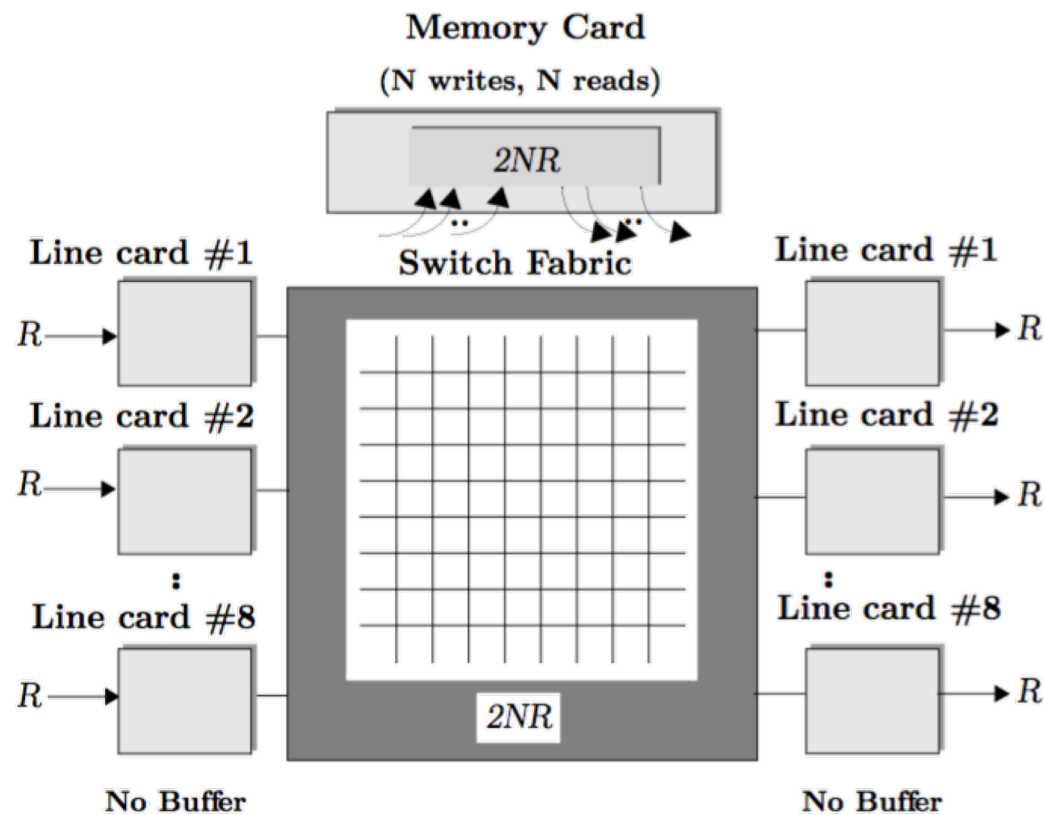 Memory Card
(N writes, N reads)
2NR
Switch Fabric
Line card #1
R
Line card #2
R
:
Line card #8
R
No Buffer
2NR
Line card #1
R
Line card #2
R
:
Line card #8
R
No Buffer